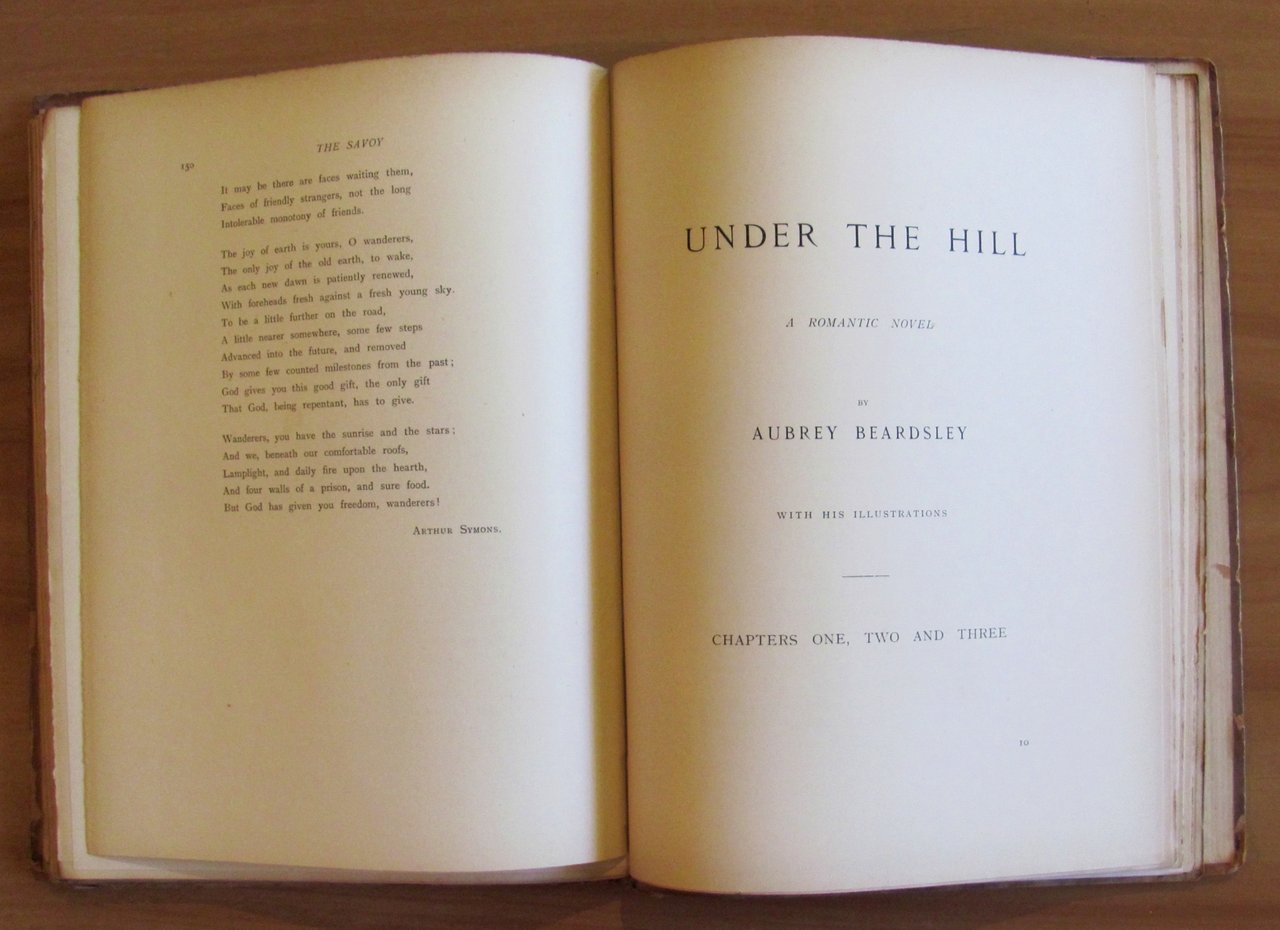 THE SAVOY
150
It may be there are faces waiting them,
Faces of friendly strangers, not the long
Intolerable monotony of friends.
The joy of earth is yours, O wanderers,
The only joy of the old earth, to wake,
As each new dawn is patiently renewed,
With foreheads fresh against a fresh young sky.
To be a little further on the road,
A little nearer somewhere, some few steps
Advanced into the future, and removed
By some few counted milestones from the past;
God gives you this good gift, the only gift
That God, being repentant, has to give.
Wanderers, you have the sunrise and the stars;
And we, beneath our comfortable roofs,
Lamplight, and daily fire upon the hearth,
And four walls of a prison, and sure food.
But God has given you freedom, wanderers!
ARTHUR SYMONS.
UNDER THE HILL
A ROMANTIC NOVEL
BY
AUBREY BEARDSLEY
WITH HIS ILLUSTRATIONS
CHAPTERS ONE, TWO AND THREE
10